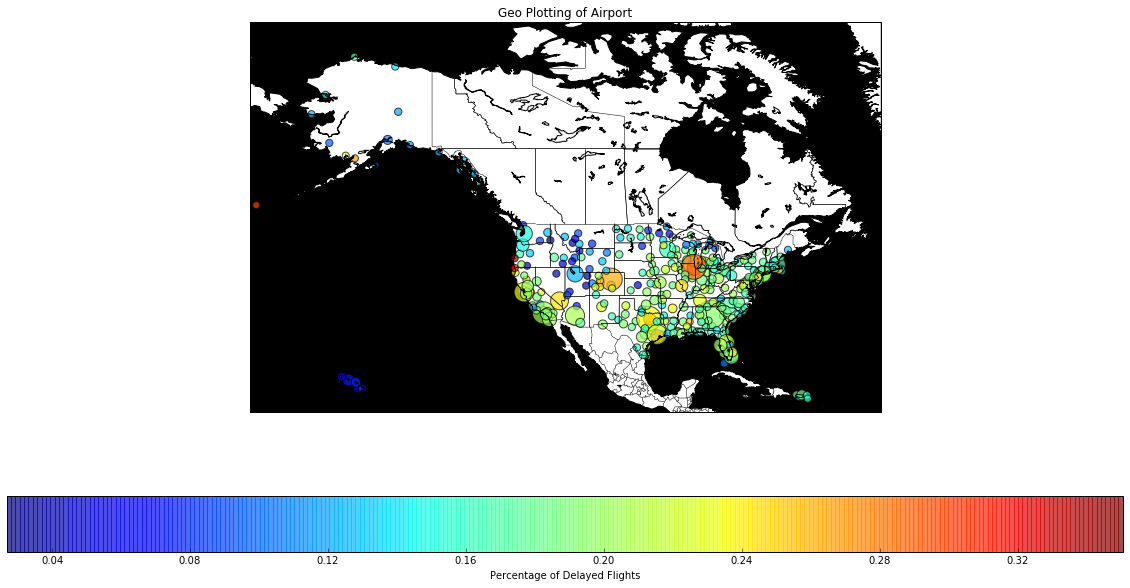 Geo Plotting of Airport
0.04 0.08 0.12 0.16 0.20 0.24 0.28 0.32
Percentage of Delayed Flights